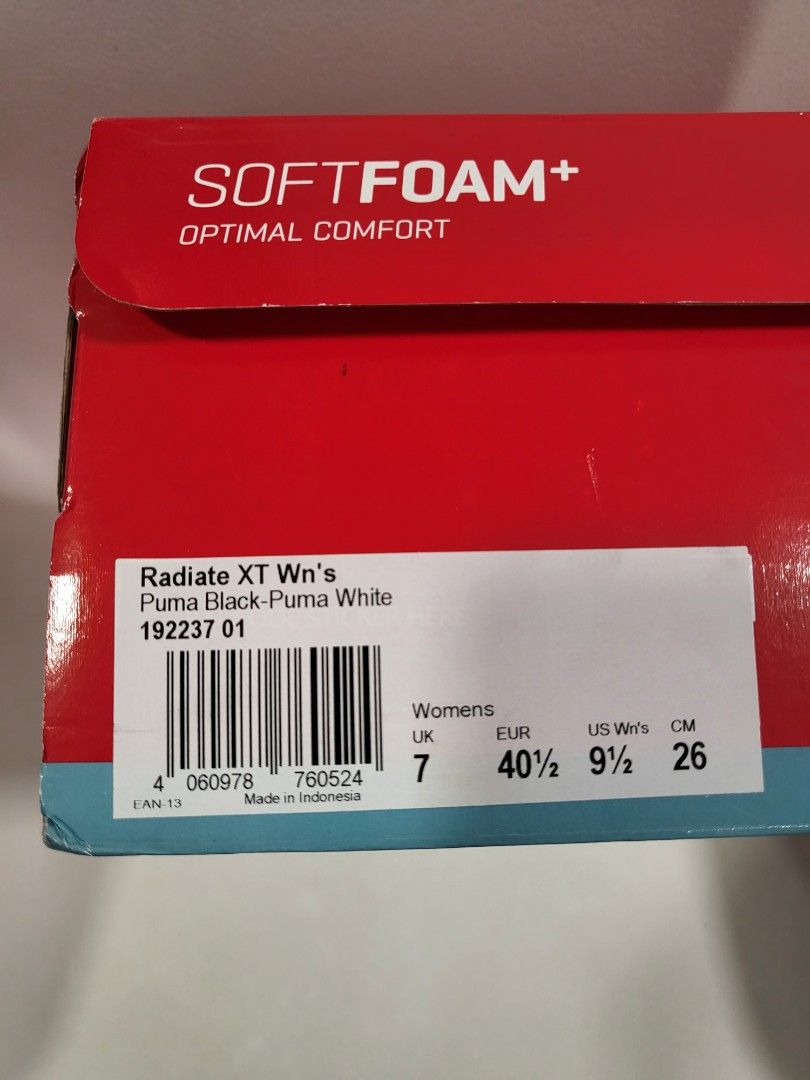 SOFTFOAM+
OPTIMAL COMFORT
Radiate XT Wn's
Puma Black-Puma White
192237 01
Womens
UK EUR US Wn's CM
7 40½ 9½ 26
4 060978 760524
EAN-13 Made in Indonesia